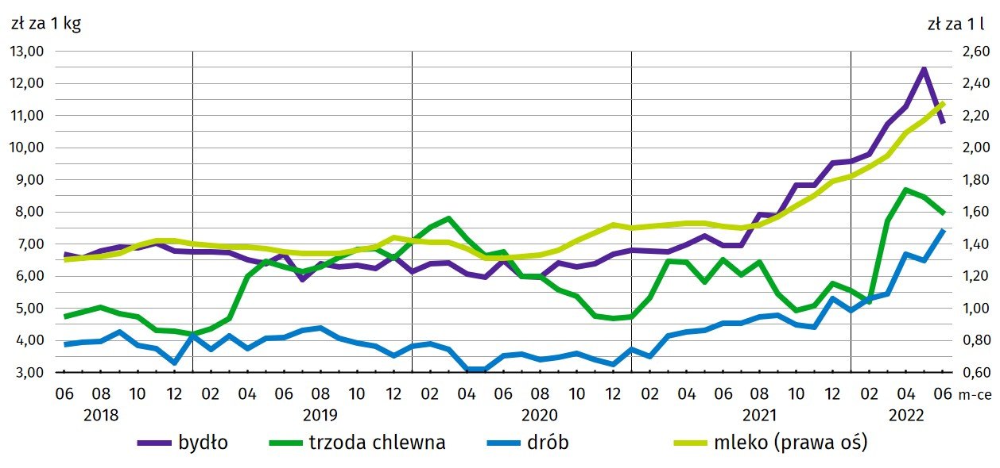 zł za 1 kg zł za 1 l
13,00 2,60
12,00 2,40
11,00 2,20
10,00 2,00
9,00 1,80
8,00 1,60
7,00 1,40
6,00 1,20
5,00 1,00
4,00 0,80
3,00 0,60
06 08 10 12 02 04 06 08 10 12 02 04 06 08 10 12 02 04 06 08 10 12 02 04 06 m-ce
2018 2019 2020 2021 2022
bydło trzoda chlewna drób mleko (prawa oś)